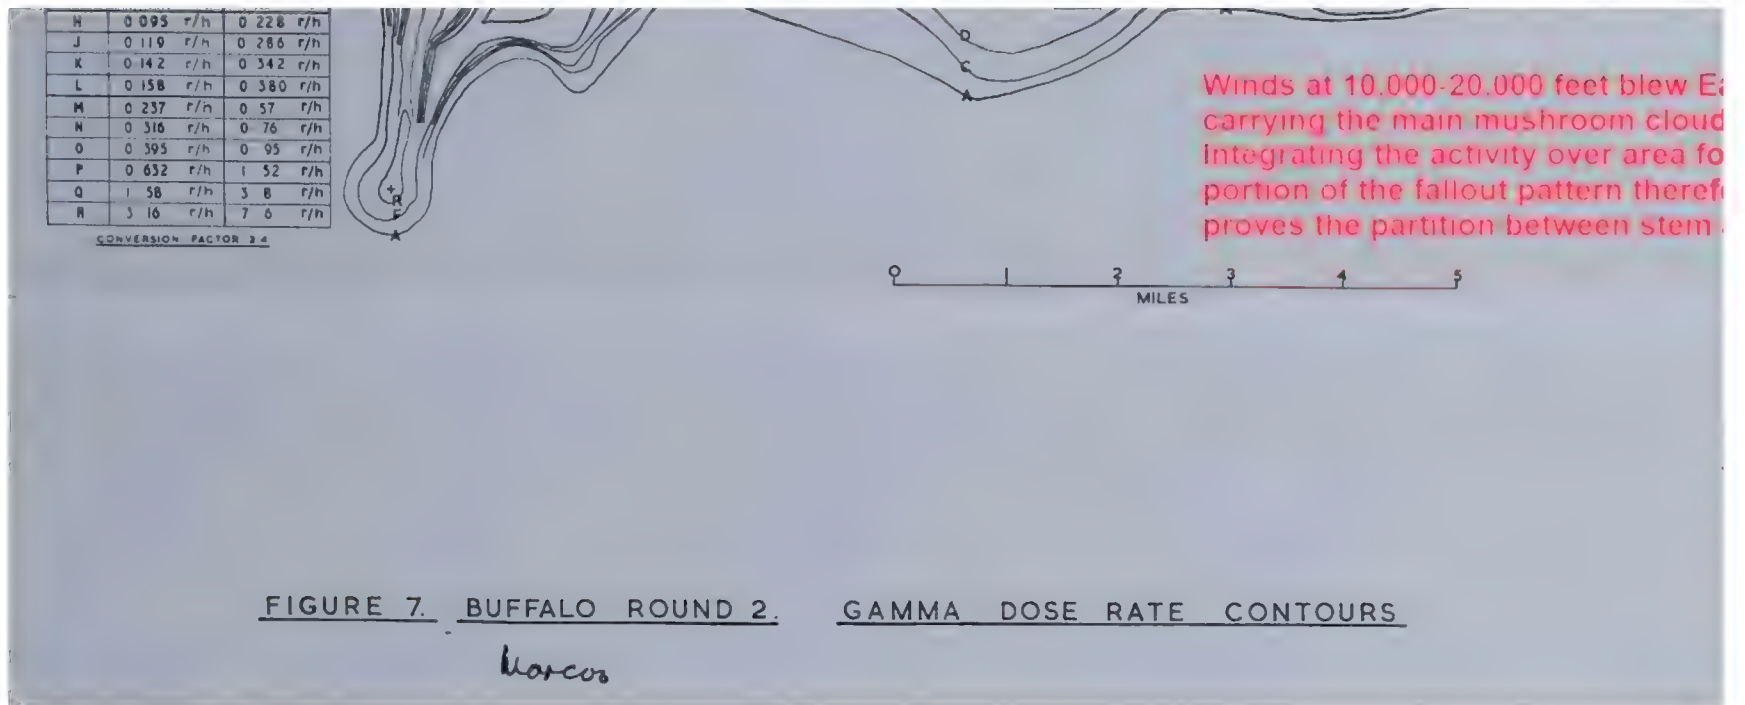 H 0 095 r/h 0 228 r/h
J 0 119 r/h 0 286 r/h
K 0 142 r/h 0 342 r/h
L 0 158 r/h 0 380 r/h
M 0 237 r/h 0 57 r/h
N 0 316 r/h 0 76 r/h
O 0 395 r/h 0 95 r/h
P 0 632 r/h 1 52 r/h
Q 1 58 r/h 3 8 r/h
R 3 16 r/h 7 6 r/h
CONVERSION FACTOR 2 4
R
F
A
D
C
A
A
Winds at 10,000-20,000 feet blew Ea
carrying the main mushroom cloud
Integrating the activity over area fo
portion of the fallout pattern theref
proves the partition between stem
0 1 2 3 4 5
MILES
FIGURE 7. BUFFALO ROUND 2. GAMMA DOSE RATE CONTOURS
Marcos